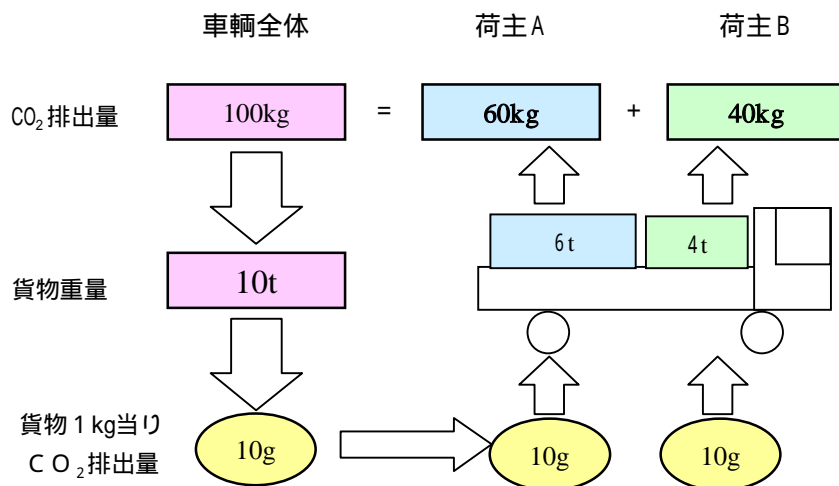 車輌全体 荷主A 荷主B
CO₂排出量 100kg = 60kg + 40kg
6t 4t
貨物重量 10t
貨物1kg当り
CO₂排出量 10g 10g 10g